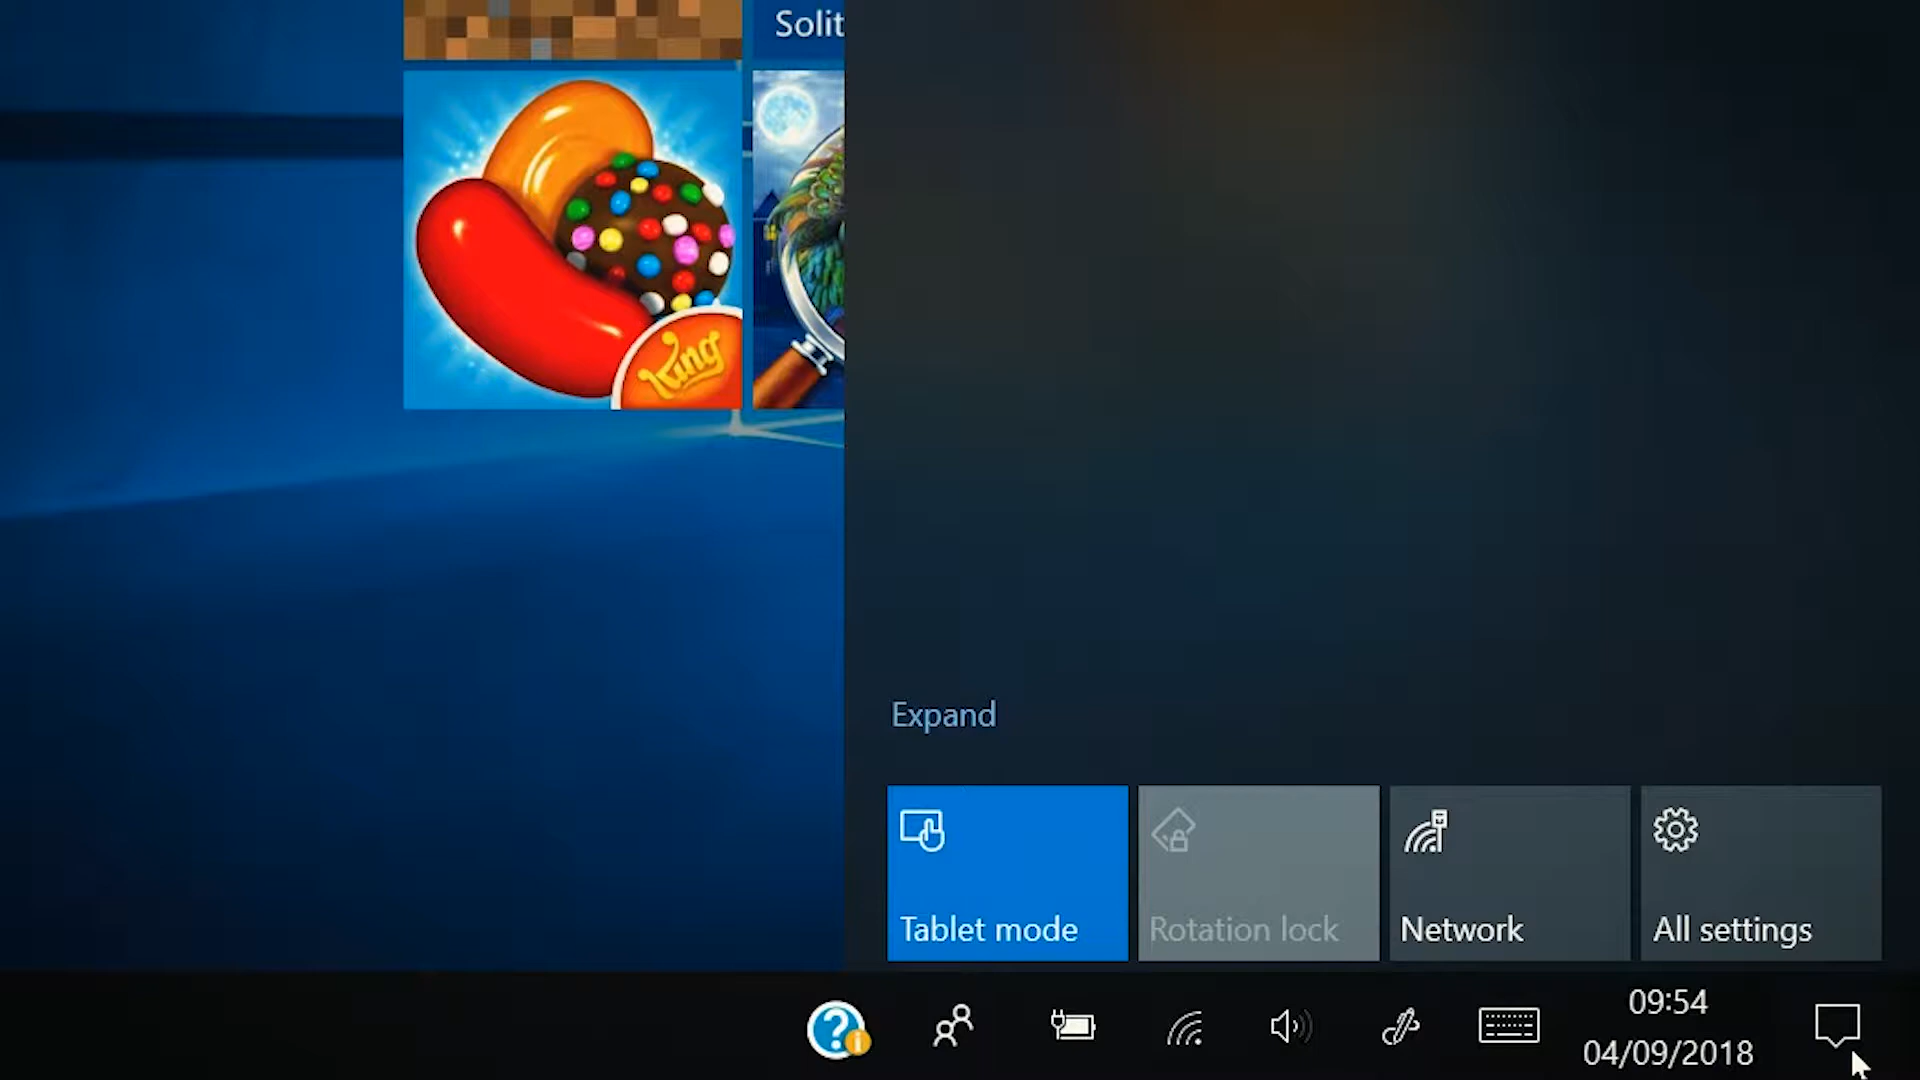 Solit
King
Expand
Tablet mode
Rotation lock
Network
All settings
09:54
04/09/2018